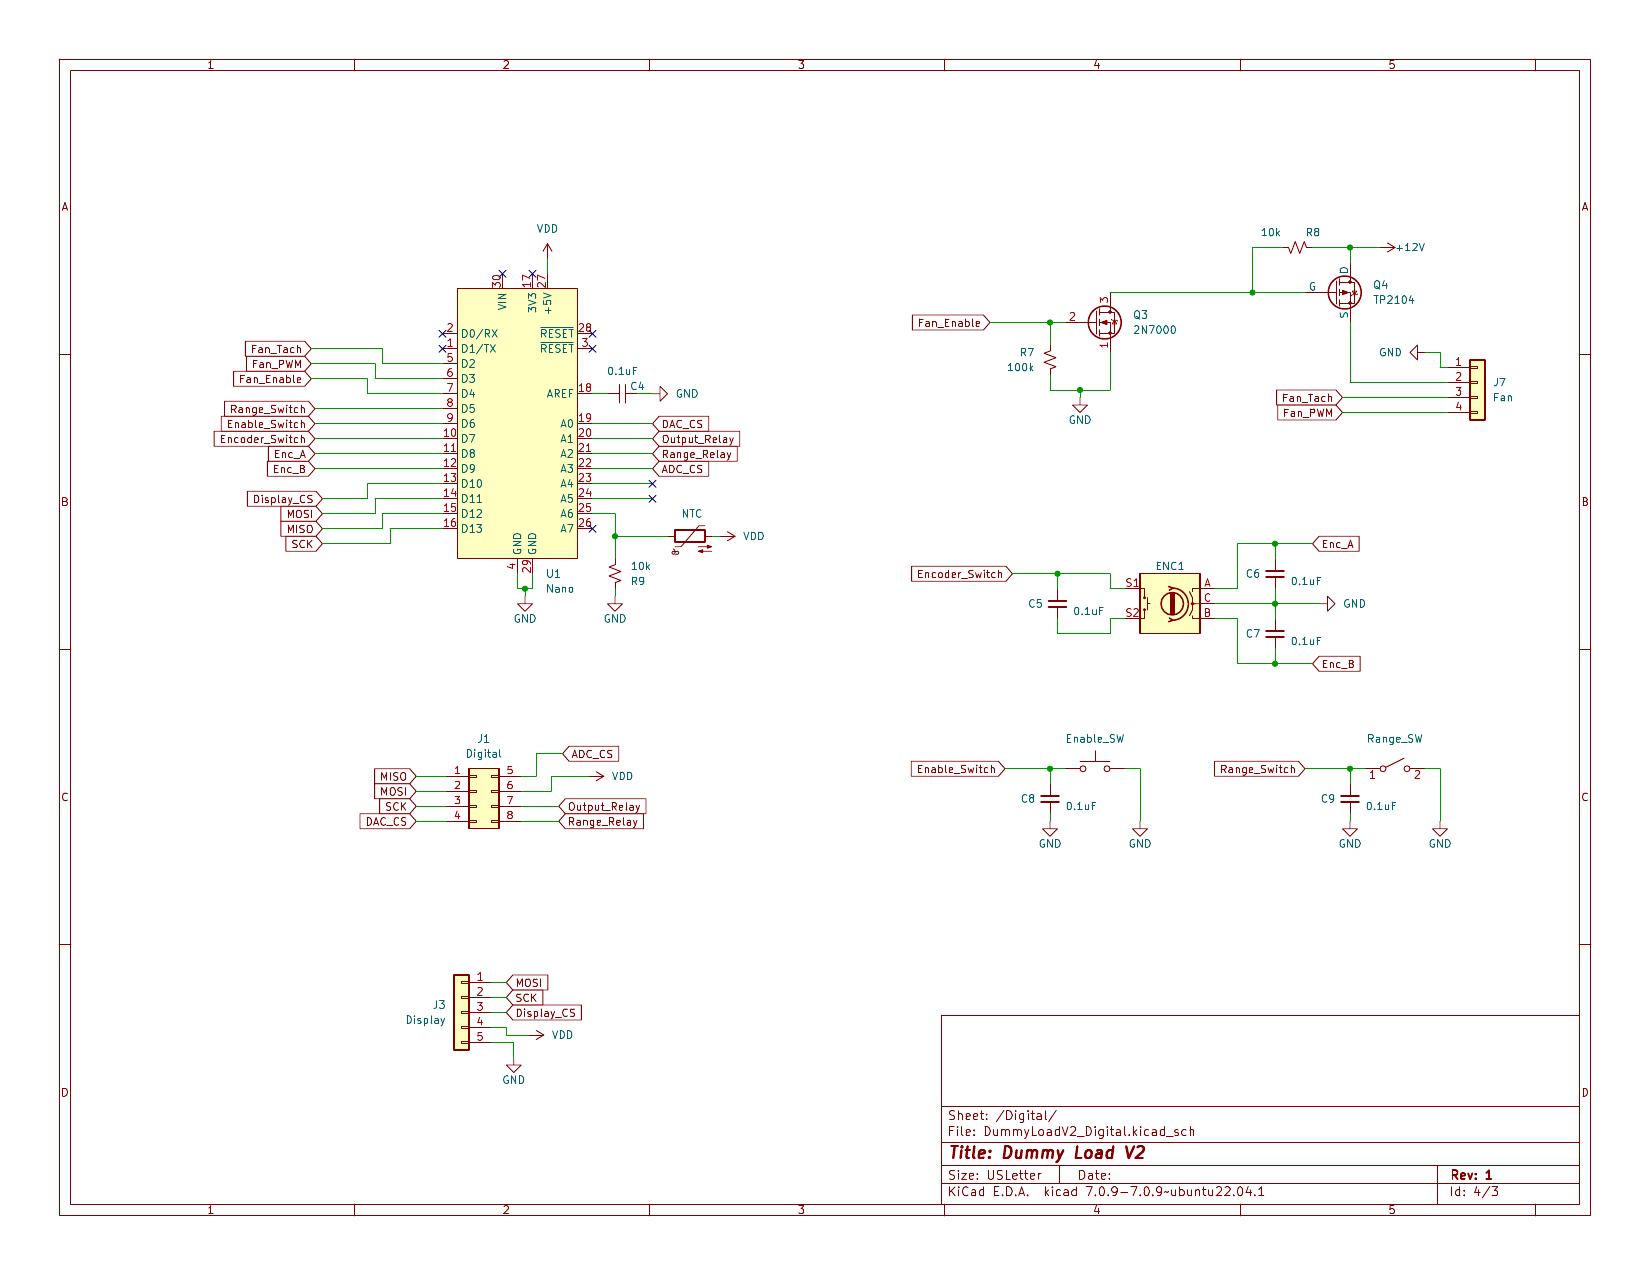 1 2 3 4 5
A A
B B
C C
D D
1 2 3 4 5
VDD
30 17 27
VIN 3V3 +5V
2 D0/RX
1 D1/TX
Fan_Tach 5 D2
Fan_PWM 6 D3
Fan_Enable 7 D4
Range_Switch 8 D5
Enable_Switch 9 D6
Encoder_Switch 10 D7
Enc_A 11 D8
Enc_B 12 D9
Display_CS 13 D10
MOSI 14 D11
MISO 15 D12
SCK 16 D13
RESET 28
RESET 3
0.1uF
AREF 18 C4 GND
A0 19 DAC_CS
A1 20 Output_Relay
A2 21 Range_Relay
A3 22 ADC_CS
A4 23
A5 24
A6 25
A7 26
NTC
VDD
10k
R9
GND
GND GND
4 29
U1
Nano
GND
Fan_Enable
2 3 1
Q3
2N7000
R7
100k
GND
10k R8
+12V
G D S
Q4
TP2104
GND
1
2
Fan_Tach 3
Fan_PWM 4
J7
Fan
Encoder_Switch
C5 0.1uF
ENC1
S1 S2
A
C
B
Enc_A
C6 0.1uF
GND
C7 0.1uF
Enc_B
Enable_SW
Enable_Switch
C8 0.1uF
GND GND
Range_SW
Range_Switch
1 2
C9 0.1uF
GND GND
J1
Digital
ADC_CS
MISO 1 5
VDD
MOSI 2 6
SCK 3 7 Output_Relay
DAC_CS 4 8 Range_Relay
J3
Display
1 MOSI
2 SCK
3 Display_CS
4 VDD
5
GND
Sheet: /Digital/
File: DummyLoadV2_Digital.kicad_sch
Title: Dummy Load V2
Size: USLetter Date: Rev: 1
KiCad E.D.A. kicad 7.0.9-7.0.9~ubuntu22.04.1 Id: 4/3